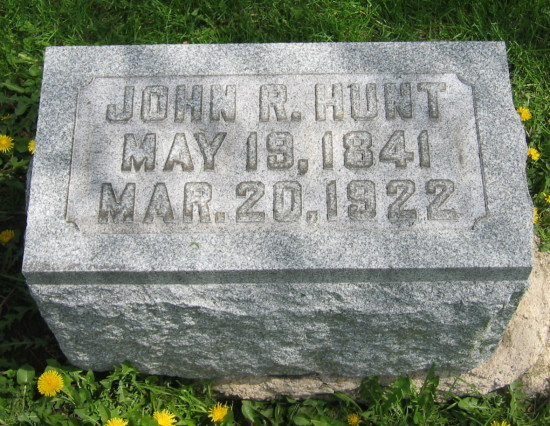 JOHN R. HUNT
MAY 19, 1841
MAR. 20, 1922